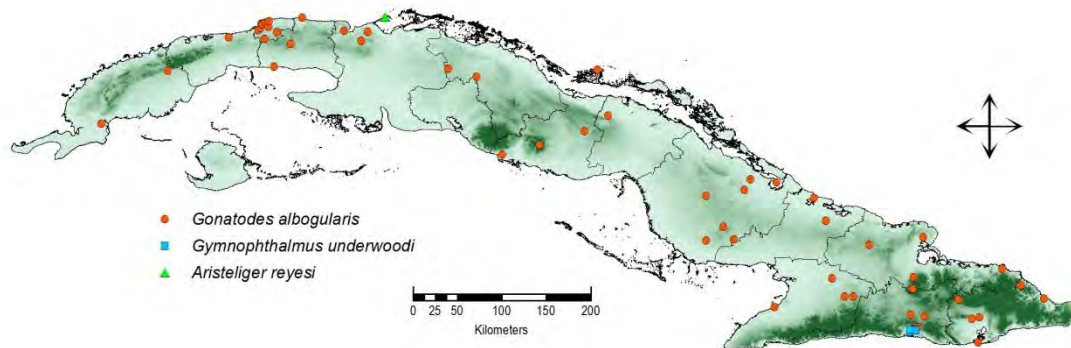 Gonatodes albogularis
Gymnophthalmus underwoodi
Aristeliger reyesi
0 25 50 100 150 200
Kilometers